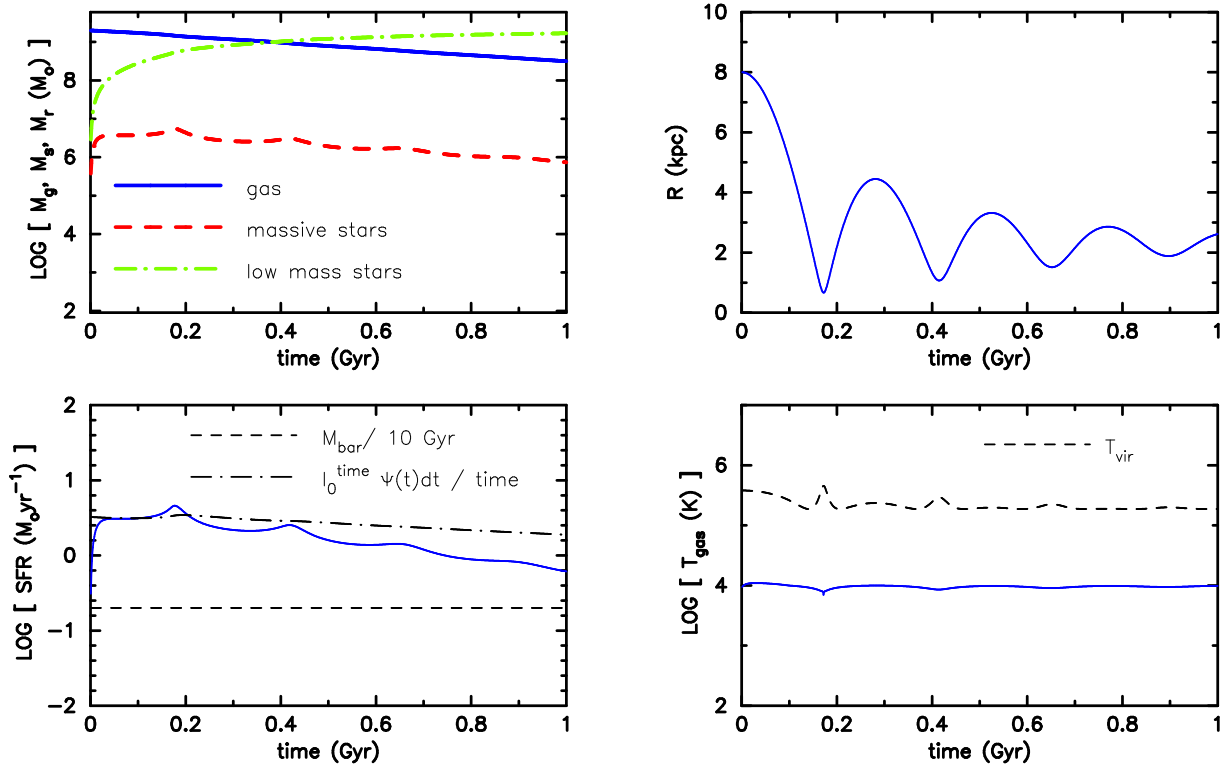 LOG [ M_g, M_s, M_r (M_o) ]
8
6
4
2
gas
massive stars
low mass stars
0 0.2 0.4 0.6 0.8 1
time (Gyr)
R (kpc)
10
8
6
4
2
0
0 0.2 0.4 0.6 0.8 1
time (Gyr)
LOG [ SFR (M_o yr^{-1}) ]
2
1
0
−1
−2
M_bar / 10 Gyr
I_0^time Ψ(t)dt / time
0 0.2 0.4 0.6 0.8 1
time (Gyr)
LOG [ T_gas (K) ]
6
4
2
T_vir
0 0.2 0.4 0.6 0.8 1
time (Gyr)